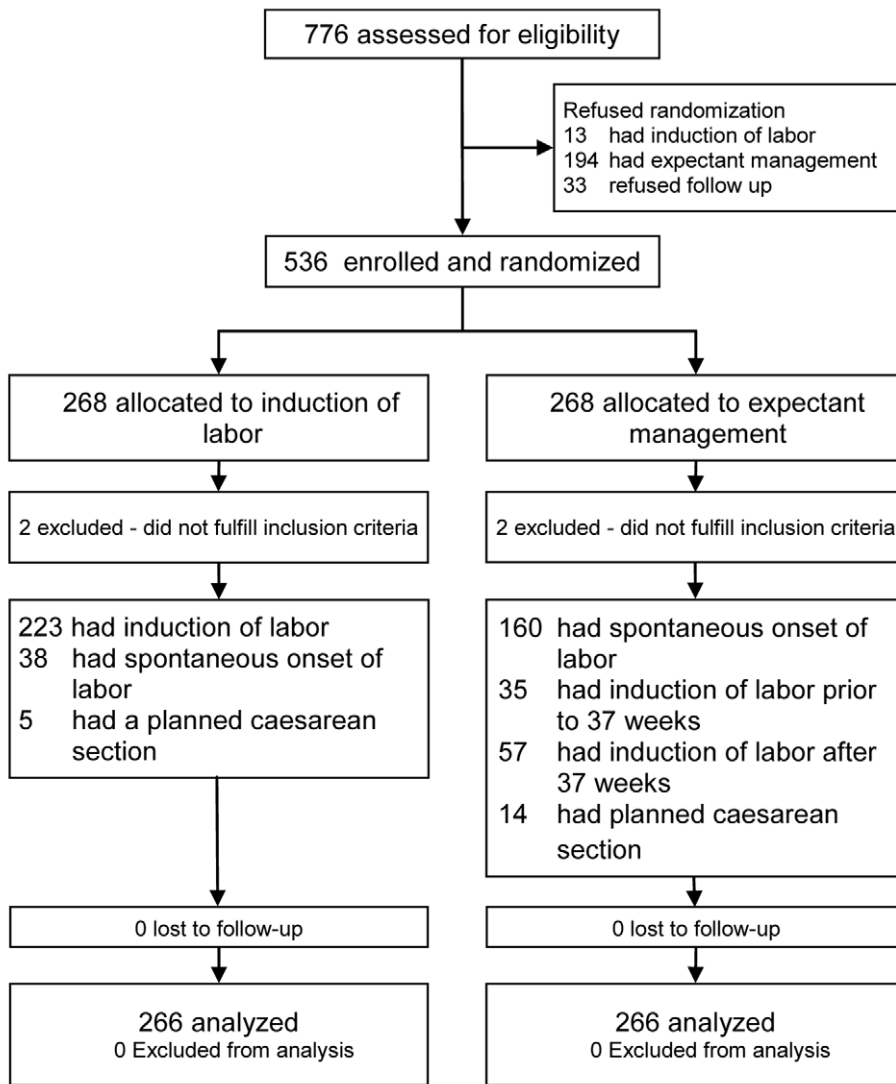 776 assessed for eligibility
Refused randomization
13 had induction of labor
194 had expectant management
33 refused follow up
536 enrolled and randomized
268 allocated to induction of
labor
268 allocated to expectant
management
2 excluded - did not fulfill inclusion criteria
2 excluded - did not fulfill inclusion criteria
223 had induction of labor
38 had spontaneous onset of
labor
5 had a planned caesarean
section
160 had spontaneous onset of
labor
35 had induction of labor prior
to 37 weeks
57 had induction of labor after
37 weeks
14 had planned caesarean
section
0 lost to follow-up
0 lost to follow-up
266 analyzed
0 Excluded from analysis
266 analyzed
0 Excluded from analysis